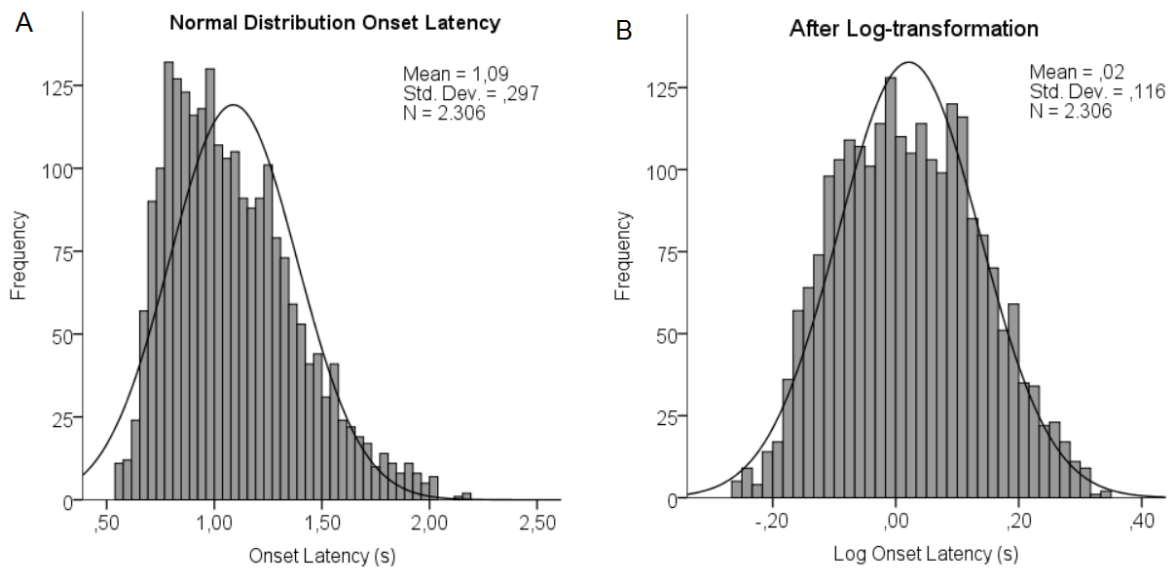 A
Normal Distribution Onset Latency
Mean = 1,09
Std. Dev. = ,297
N = 2.306
125
100
75
50
25
0
Frequency
,50 1,00 1,50 2,00 2,50
Onset Latency (s)
B
After Log-transformation
Mean = ,02
Std. Dev. = ,116
N = 2.306
125
100
75
50
25
0
Frequency
-,20 ,00 ,20 ,40
Log Onset Latency (s)